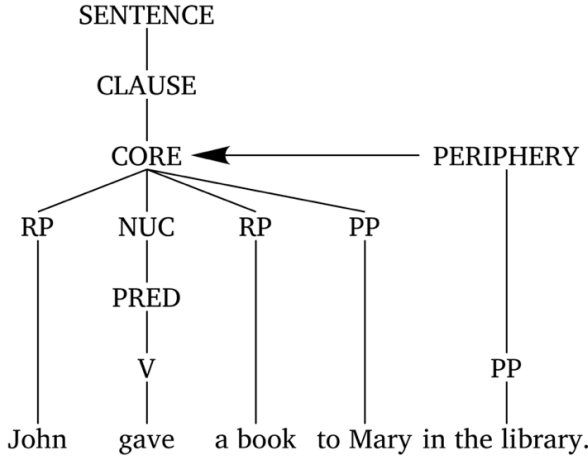 SENTENCE
CLAUSE
CORE PERIPHERY
RP NUC RP PP
PRED
V PP
John gave a book to Mary in the library.